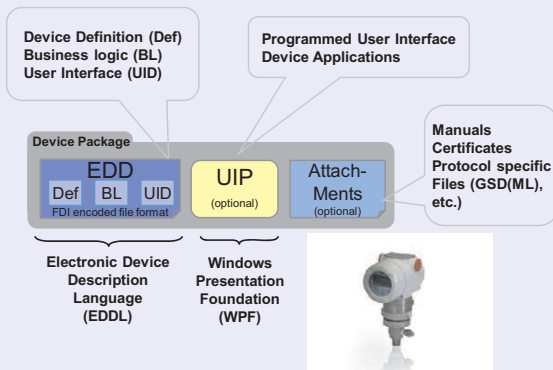 Device Definition (Def)
Business logic (BL)
User Interface (UID)
Programmed User Interface
Device Applications
Manuals
Certificates
Protocol specific
Files (GSD(ML),
etc.)
Device Package
EDD
Def BL UID
FDI encoded file format
UIP
(optional)
Attach-
Ments
(optional)
Electronic Device
Description
Language
(EDDL)
Windows
Presentation
Foundation
(WPF)